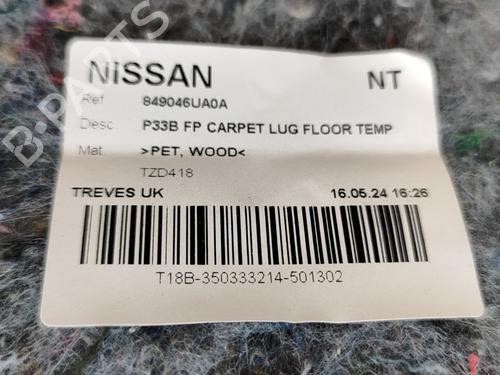 B-PARTS
NISSAN NT
Ref 849046UA0A
Desc P33B FP CARPET LUG FLOOR TEMP
Mat >PET, WOOD<
TZD418
TREVES UK 16.05.24 16:26
T18B-350333214-501302